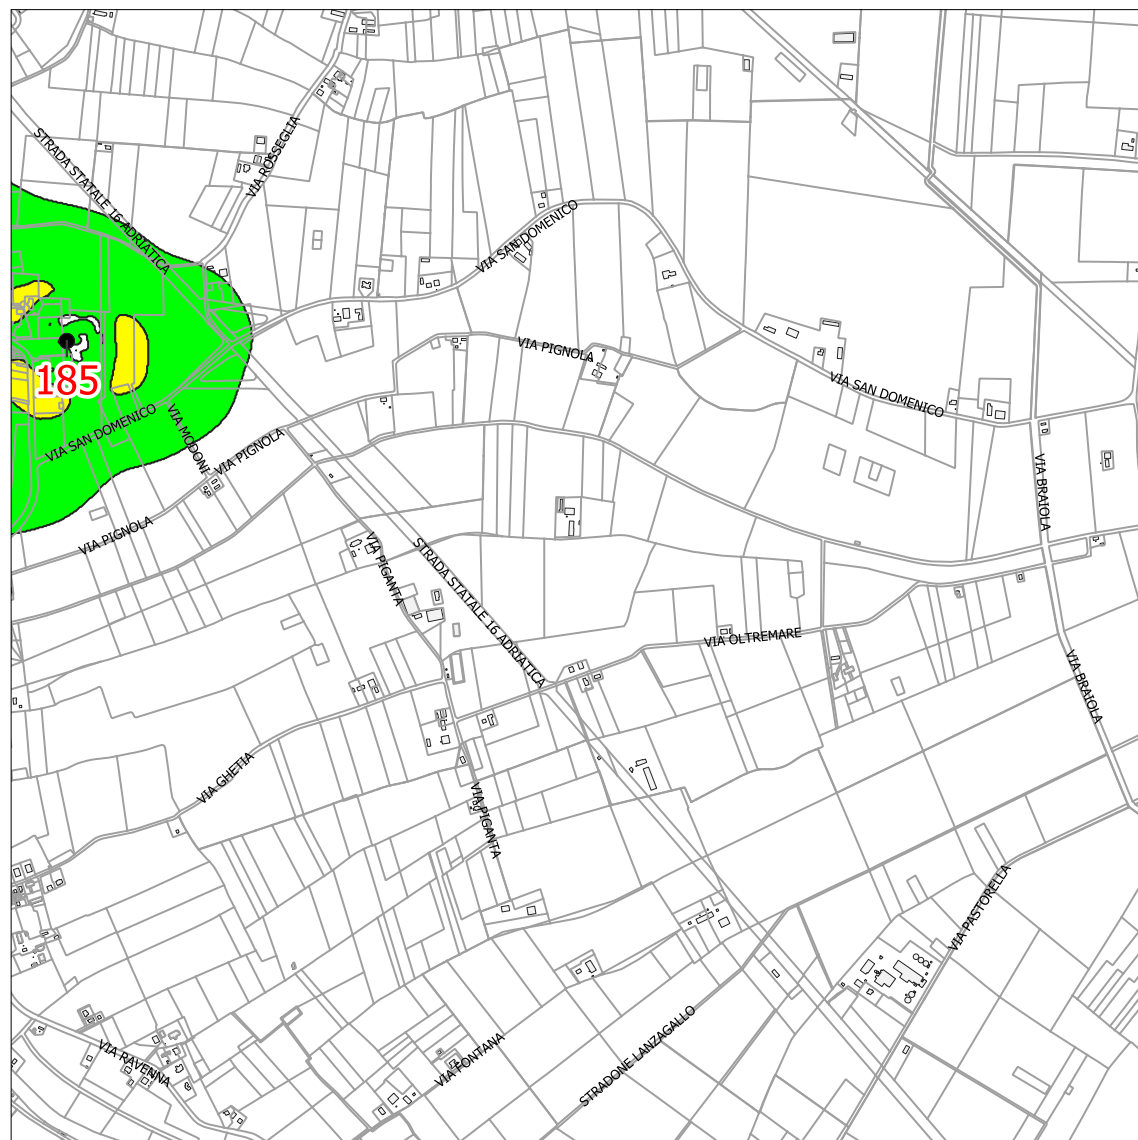 STRADA STATALE 16 ADRIATICA
VIA ROSSEGLIA
VIA SAN DOMENICO
VIA PIGNOLA
185
VIA SAN DOMENICO
VIA SAN DOMENICO
VIA MODONI
VIA PIGNOLA
VIA BRAIOLA
VIA PIGNOLA
VIA PIGANTA
STRADA STATALE 16 ADRIATICA
VIA OLTREMARE
VIA BRAIOLA
VIA GHETIA
VIA PIGANTA
VIA PASTORELLA
STRADONE LANZAGALLO
VIA FONTANA
VIA RAVENNA